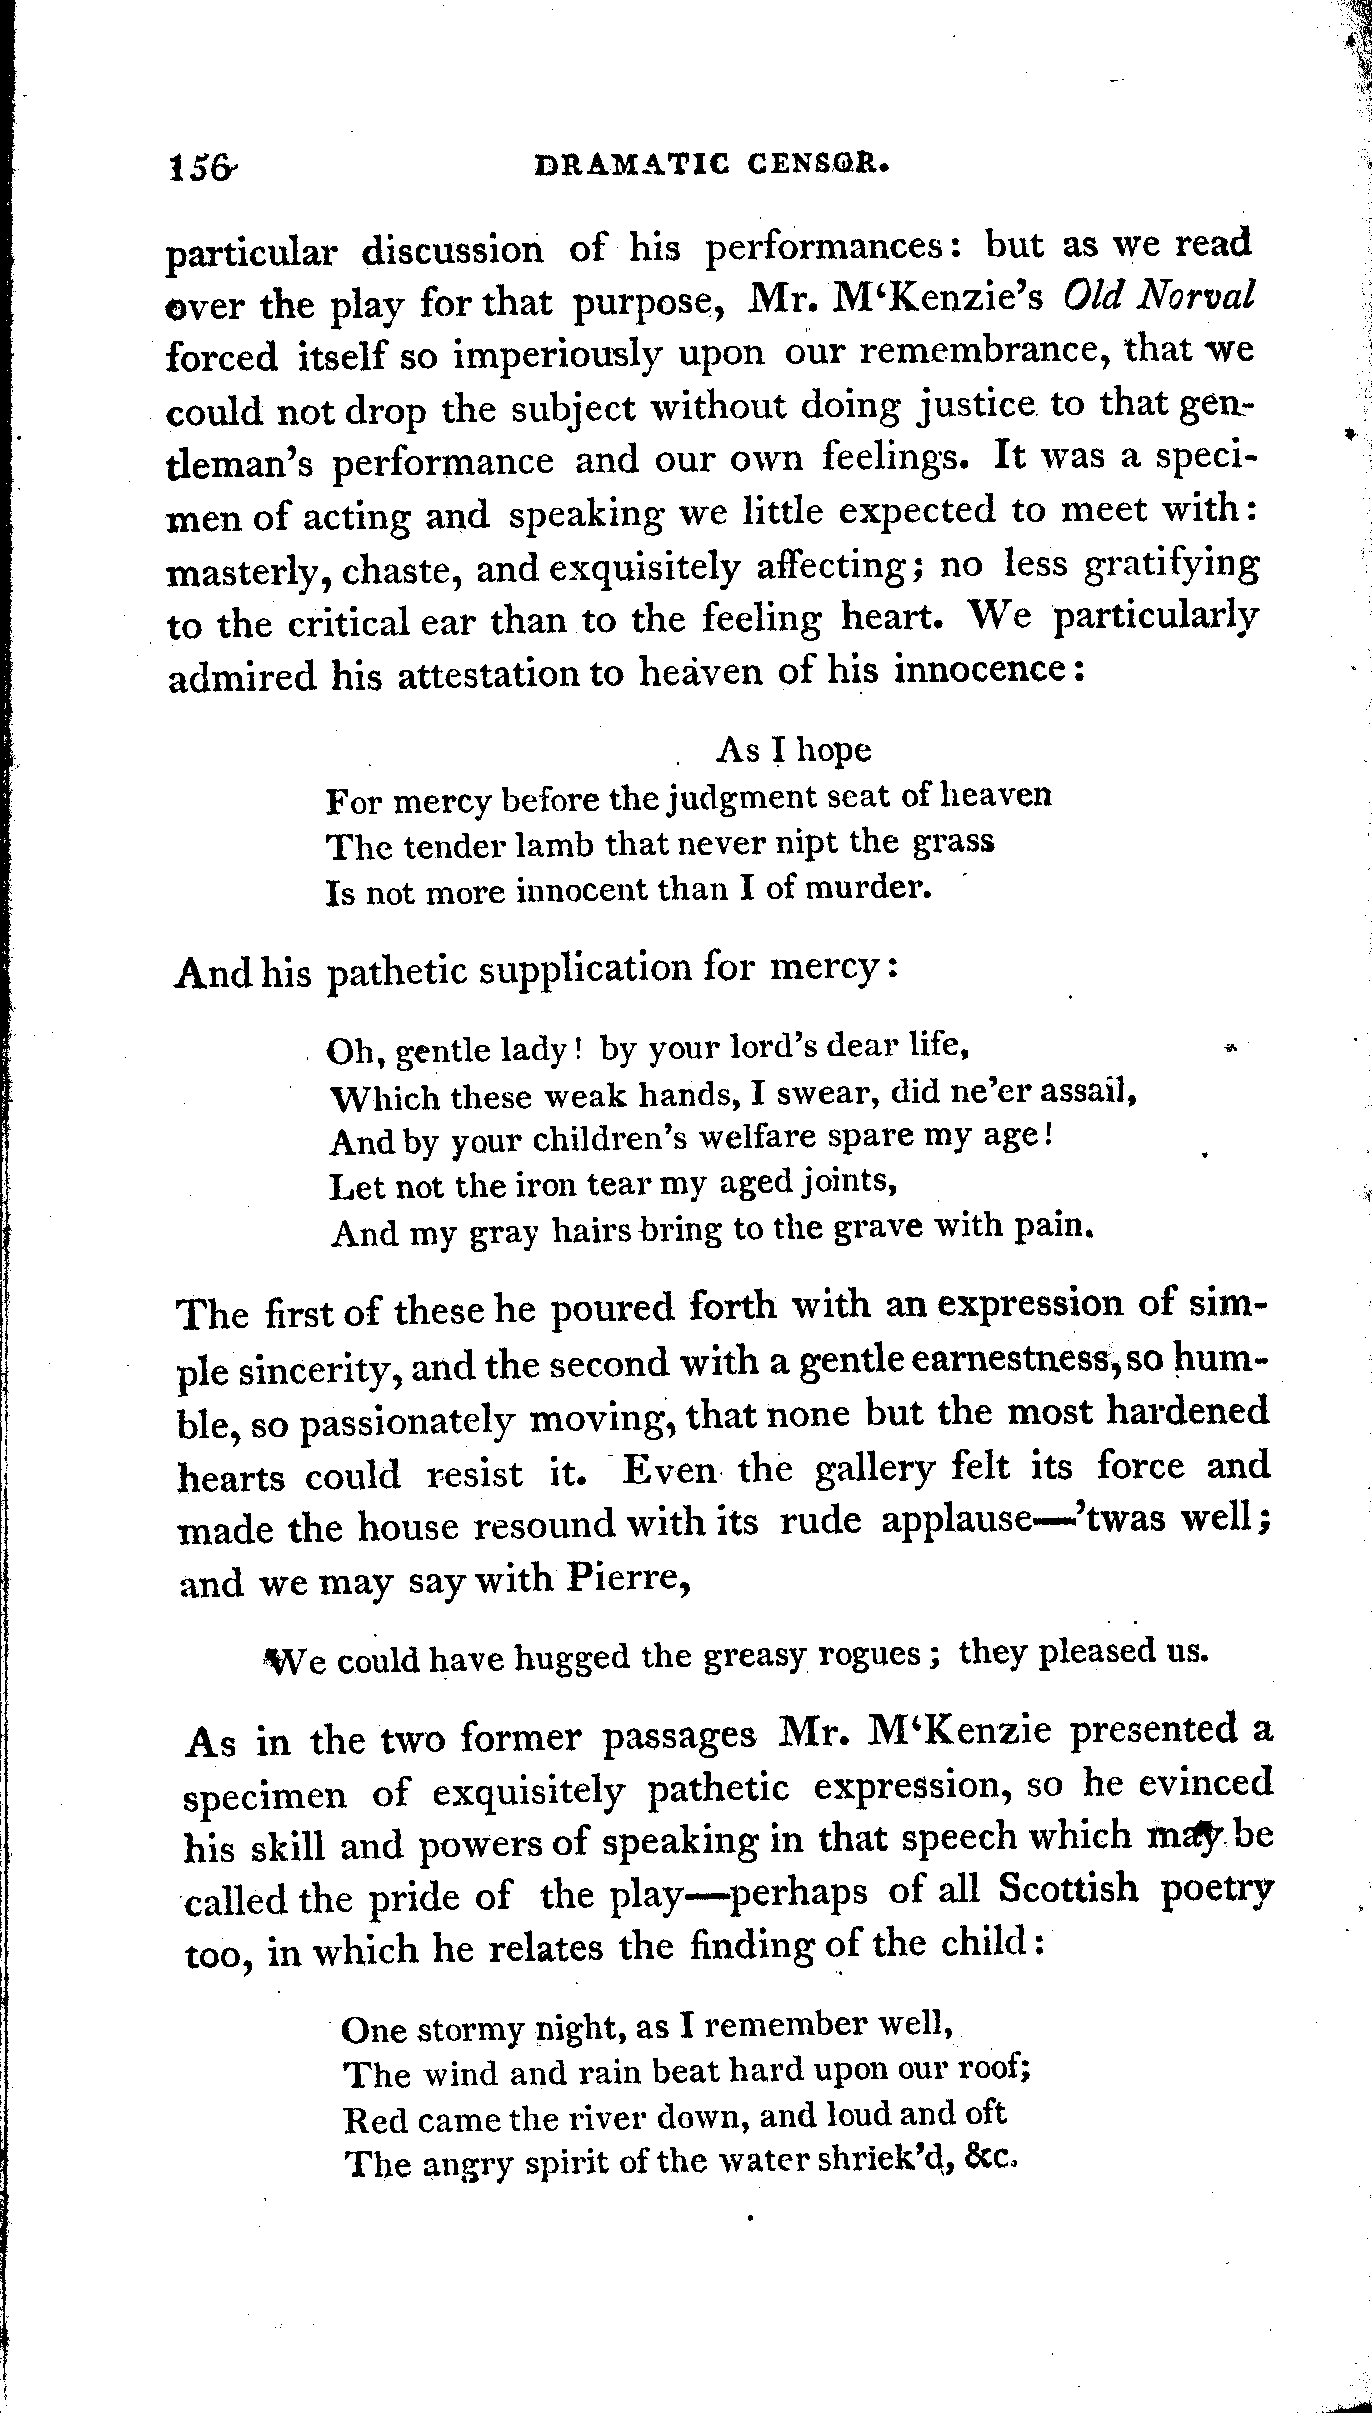 156 DRAMATIC CENSOR.
particular discussion of his performances: but as we read
over the play for that purpose, Mr. M‘Kenzie’s Old Norval
forced itself so imperiously upon our remembrance, that we
could not drop the subject without doing justice to that gen-
tleman’s performance and our own feelings. It was a speci-
men of acting and speaking we little expected to meet with:
masterly, chaste, and exquisitely affecting; no less gratifying
to the critical ear than to the feeling heart. We particularly
admired his attestation to heaven of his innocence:
As I hope
For mercy before the judgment seat of heaven
The tender lamb that never nipt the grass
Is not more innocent than I of murder.
And his pathetic supplication for mercy:
Oh, gentle lady! by your lord’s dear life,
Which these weak hands, I swear, did ne’er assail,
And by your children’s welfare spare my age!
Let not the iron tear my aged joints,
And my gray hairs bring to the grave with pain.
The first of these he poured forth with an expression of sim-
ple sincerity, and the second with a gentle earnestness, so hum-
ble, so passionately moving, that none but the most hardened
hearts could resist it. Even the gallery felt its force and
made the house resound with its rude applause—’twas well;
and we may say with Pierre,
We could have hugged the greasy rogues; they pleased us.
As in the two former passages Mr. M‘Kenzie presented a
specimen of exquisitely pathetic expression, so he evinced
his skill and powers of speaking in that speech which may be
called the pride of the play—perhaps of all Scottish poetry
too, in which he relates the finding of the child:
One stormy night, as I remember well,
The wind and rain beat hard upon our roof;
Red came the river down, and loud and oft
The angry spirit of the water shriek’d, &c.